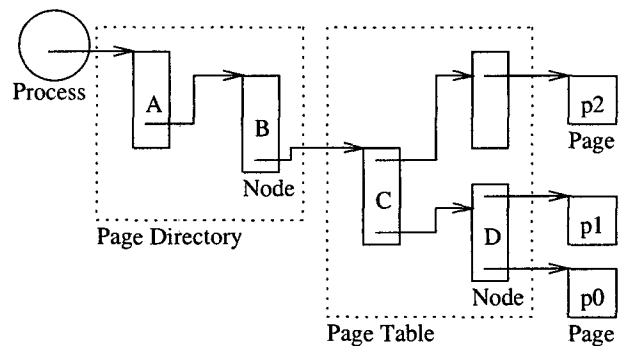 Process
A
B
Node
Page Directory
C
D
Node
Page Table
p2
Page
p1
p0
Page